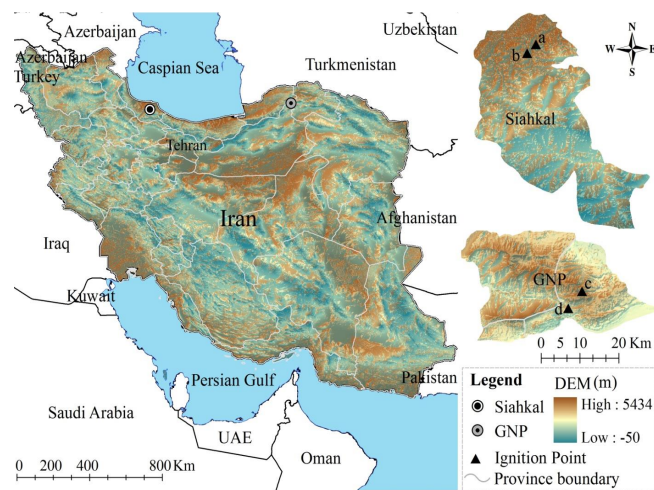 Azerbaijan
Uzbekistan
Azerbaijan
Turkey
Caspian Sea
Turkmenistan
Tehran
Iran
Afghanistan
Iraq
Kuwait
Persian Gulf
Pakistan
Saudi Arabia
UAE
Oman
0 200 400 800 Km
N
W E
S
a
b
Siahkal
GNP
c
d
0 5 10 20 Km
Legend
Siahkal
GNP
DEM (m)
High : 5434
Low : -50
Ignition Point
Province boundary